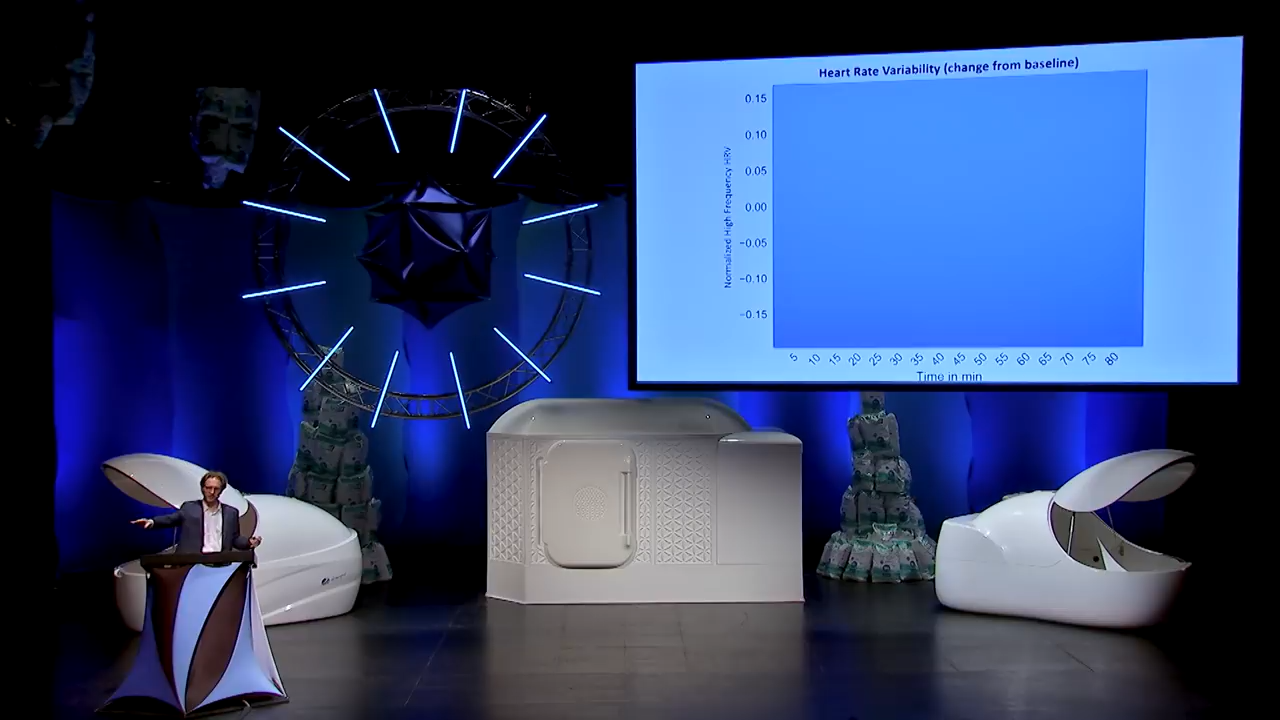 Heart Rate Variability (change from baseline)
Normalized High Frequency HRV
0.15
0.10
0.05
0.00
−0.05
−0.10
−0.15
5 10 15 20 25 30 35 40 45 50 55 60 65 70 75 80
Time in min